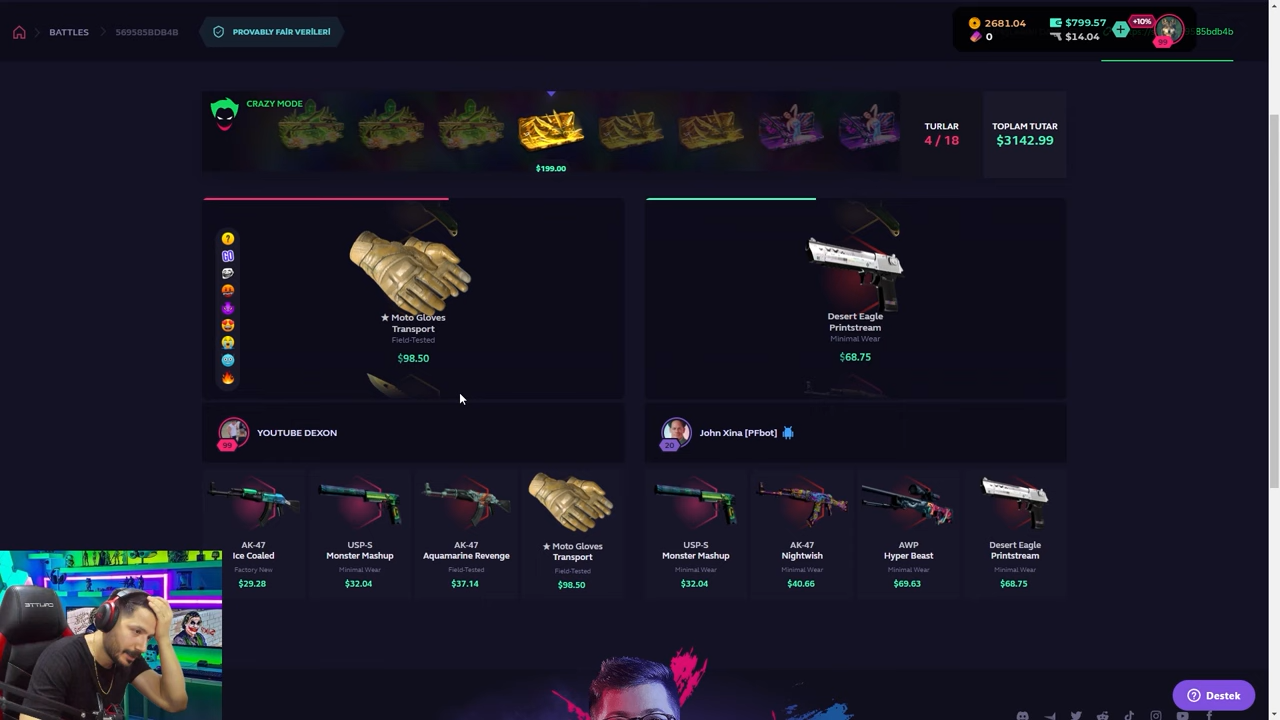 BATTLES
569585BDB4B
PROVABLY FAİR VERİLERİ
2681.04
0
$799.57
$14.04
+10%
99
85bdb4b
CRAZY MODE
$199.00
TURLAR
4 / 18
TOPLAM TUTAR
$3142.99
★ Moto Gloves
Transport
Field-Tested
$98.50
Desert Eagle
Printstream
Minimal Wear
$68.75
GG
YOUTUBE DEXON
99
John Xina [PFbot]
20
AK-47
Ice Coaled
Factory New
$29.28
USP-S
Monster Mashup
Minimal Wear
$32.04
AK-47
Aquamarine Revenge
Field-Tested
$37.14
★ Moto Gloves
Transport
Field-Tested
$98.50
USP-S
Monster Mashup
Minimal Wear
$32.04
AK-47
Nightwish
Minimal Wear
$40.66
AWP
Hyper Beast
Minimal Wear
$69.63
Desert Eagle
Printstream
Minimal Wear
$68.75
Destek